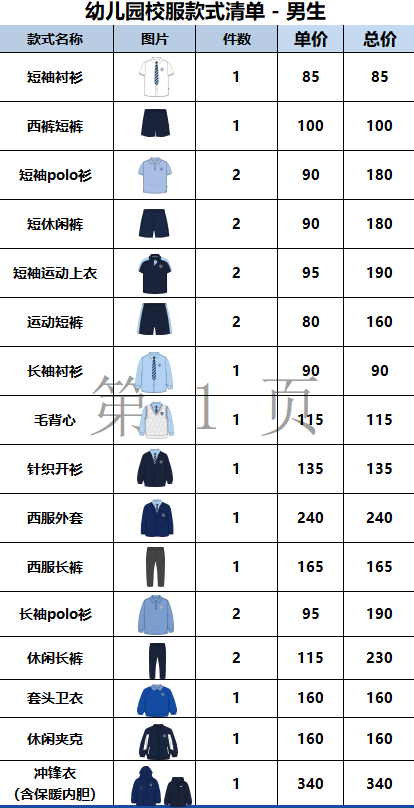 幼儿园校服款式清单 - 男生
款式名称 图片 件数 单价 总价
短袖衬衫 1 85 85
西裤短裤 1 100 100
短袖polo衫 2 90 180
短休闲裤 2 90 180
短袖运动上衣 2 95 190
运动短裤 2 80 160
长袖衬衫 1 90 90
毛背心 1 115 115
第 1 页
针织开衫 1 135 135
西服外套 1 240 240
西服长裤 1 165 165
长袖polo衫 2 95 190
休闲长裤 2 115 230
套头卫衣 1 160 160
休闲夹克 1 160 160
冲锋衣
(含保暖内胆) 1 340 340